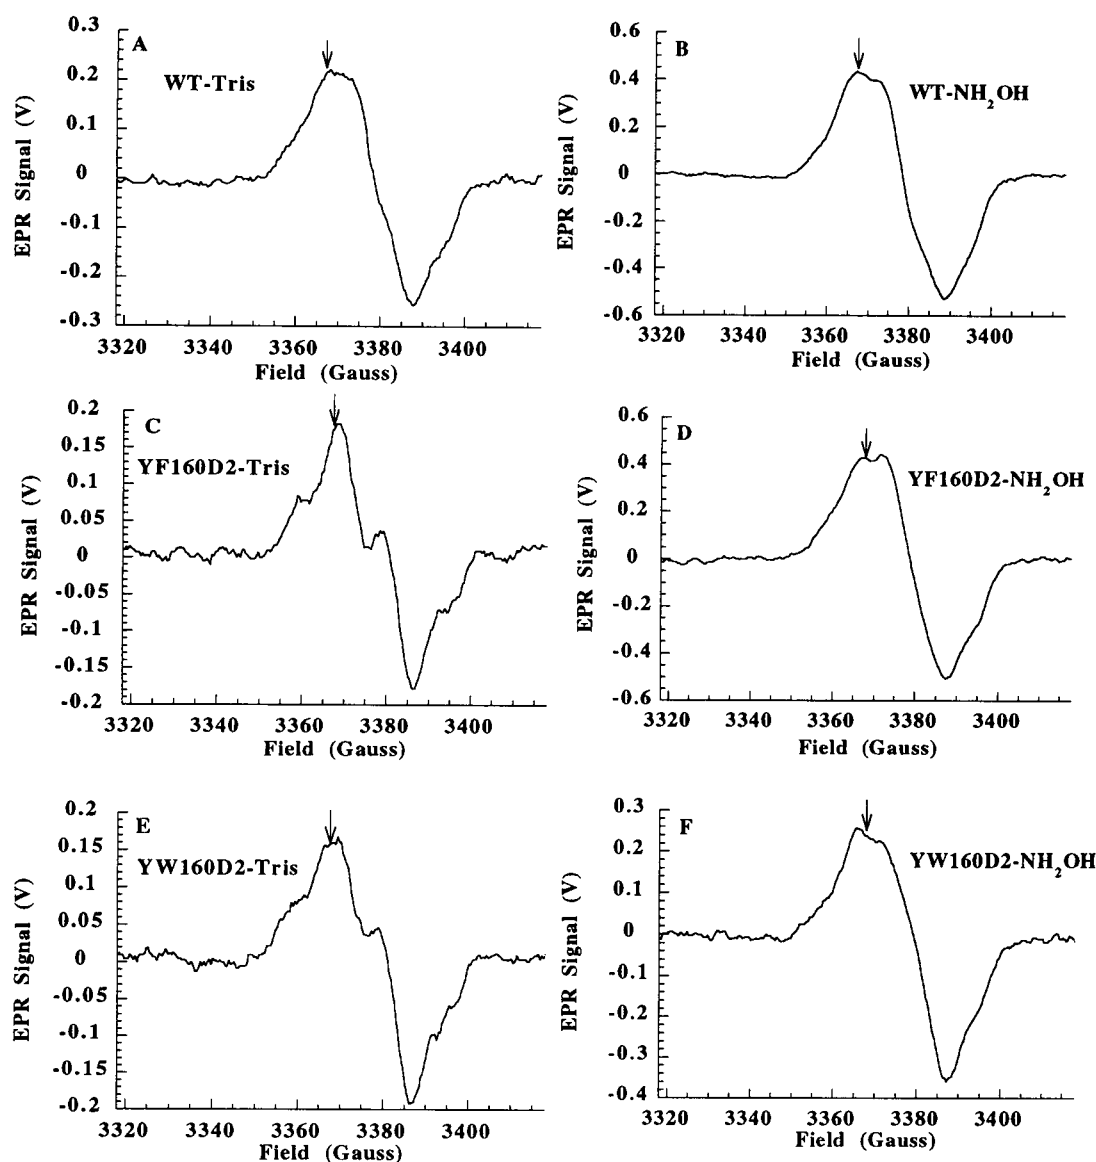 A
WT-Tris
EPR Signal (V)
0.3
0.2
0.1
0
-0.1
-0.2
-0.3
3320 3340 3360 3380 3400
Field (Gauss)
B
WT-NH2OH
EPR Signal (V)
0.6
0.4
0.2
0
-0.2
-0.4
-0.6
3320 3340 3360 3380 3400
Field (Gauss)
C
YF160D2-Tris
EPR Signal (V)
0.2
0.15
0.1
0.05
0
-0.05
-0.1
-0.15
-0.2
3320 3340 3360 3380 3400
Field (Gauss)
D
YF160D2-NH2OH
EPR Signal (V)
0.6
0.4
0.2
0
-0.2
-0.4
-0.6
3320 3340 3360 3380 3400
Field (Gauss)
E
YW160D2-Tris
EPR Signal (V)
0.2
0.15
0.1
0.05
0
-0.05
-0.1
-0.15
-0.2
3320 3340 3360 3380 3400
Field (Gauss)
F
YW160D2-NH2OH
EPR Signal (V)
0.3
0.2
0.1
0
-0.1
-0.2
-0.3
-0.4
3320 3340 3360 3380 3400
Field (Gauss)